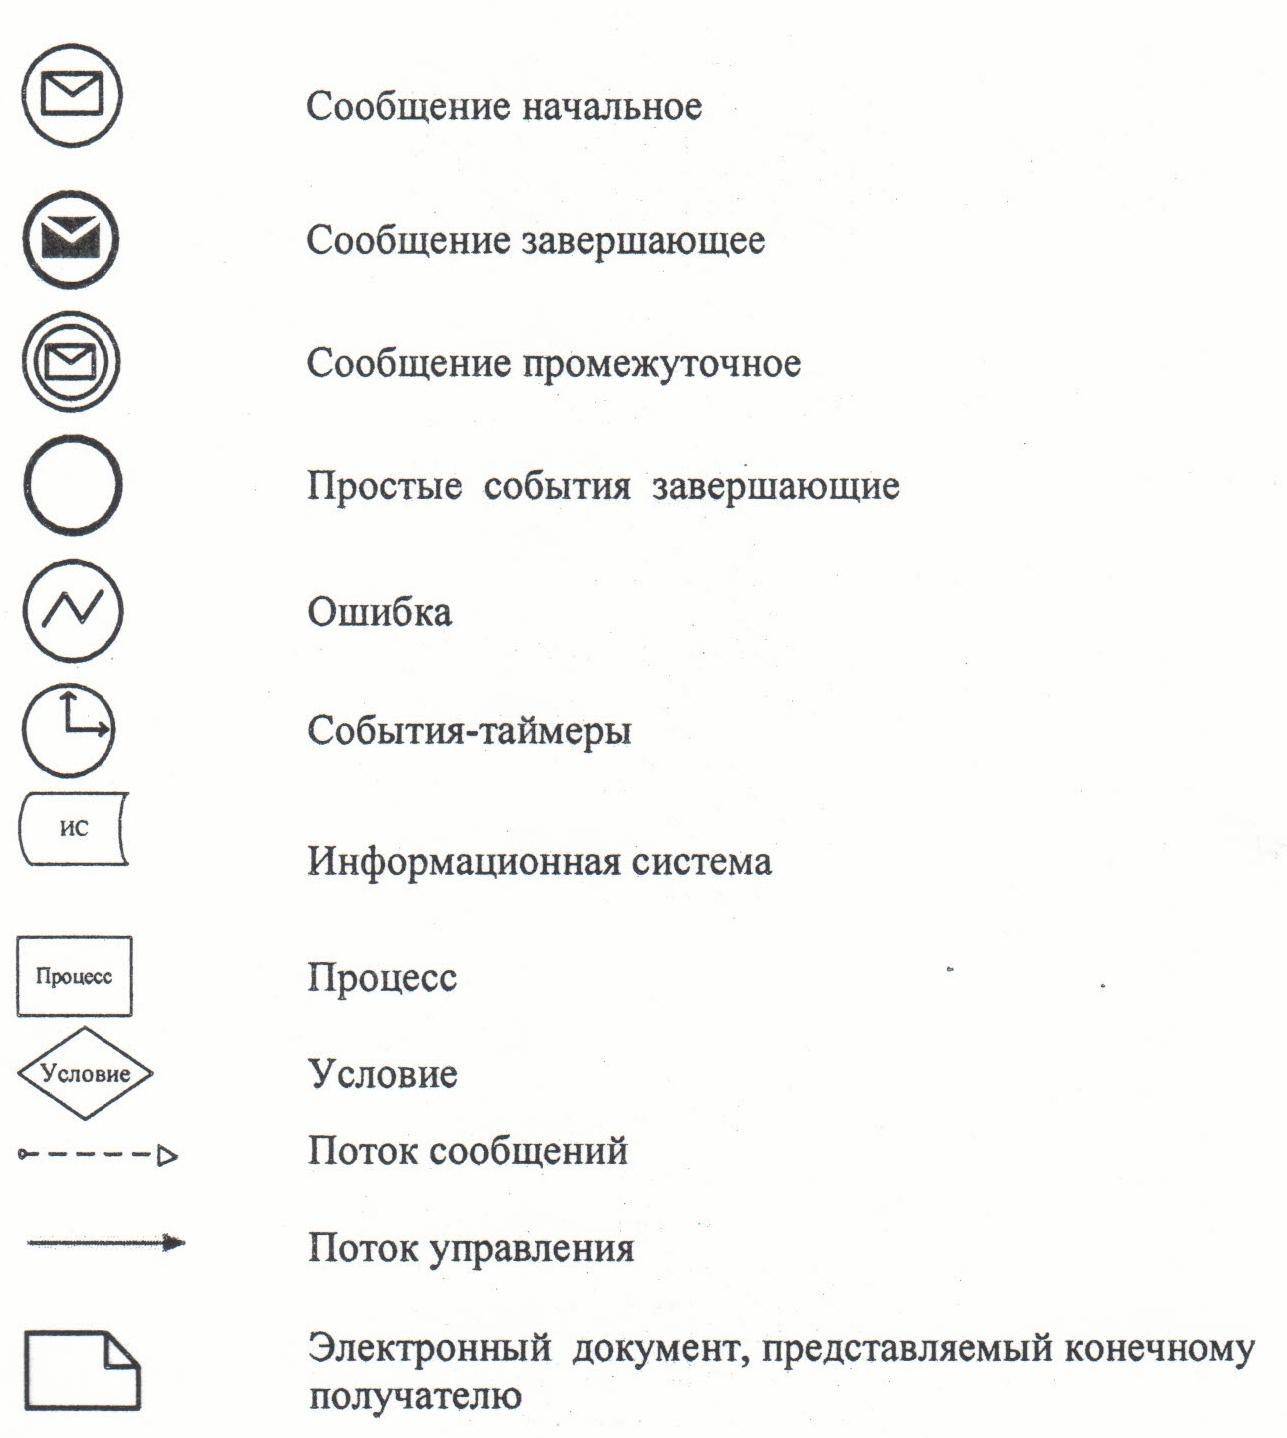 Сообщение начальное
Сообщение завершающее
Сообщение промежуточное
Простые события завершающие
Ошибка
События-таймеры
ИС
Информационная система
Процесс
Процесс
Условие
Условие
Поток сообщений
Поток управления
Электронный документ, представляемый конечному
получателю